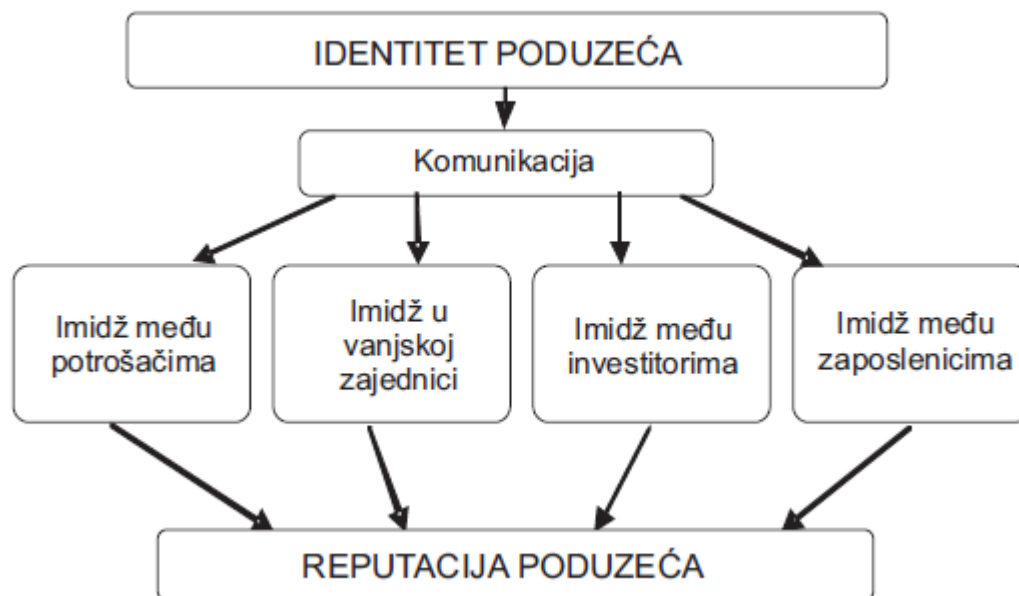 IDENTITET PODUZEĆA
Komunikacija
Imidž među
potrošačima
Imidž u
vanjskoj
zajednici
Imidž među
investitorima
Imidž među
zaposlenicima
REPUTACIJA PODUZEĆA